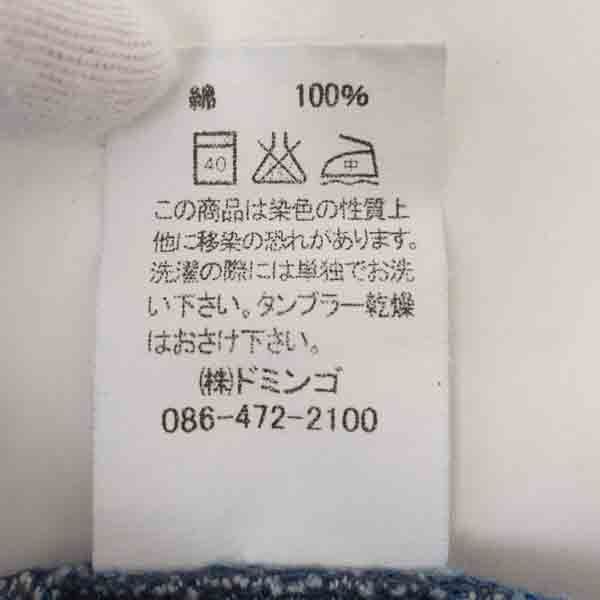 綿 100%
40 中
この商品は染色の性質上
他に移染の恐れがあります。
洗濯の際には単独でお洗
い下さい。タンブラー乾燥
はおさけ下さい。
㈱ドミンゴ
086-472-2100